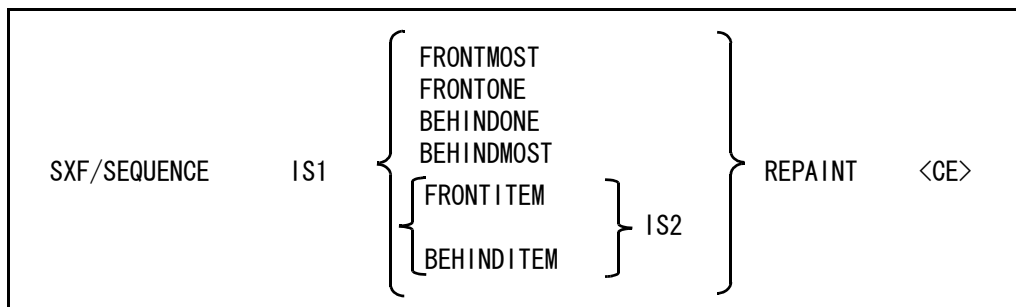 FRONTMOST
FRONTONE
BEHINDONE
BEHINDMOST
SXF/SEQUENCE IS1 REPAINT <CE>
FRONTITEM
IS2
BEHINDITEM